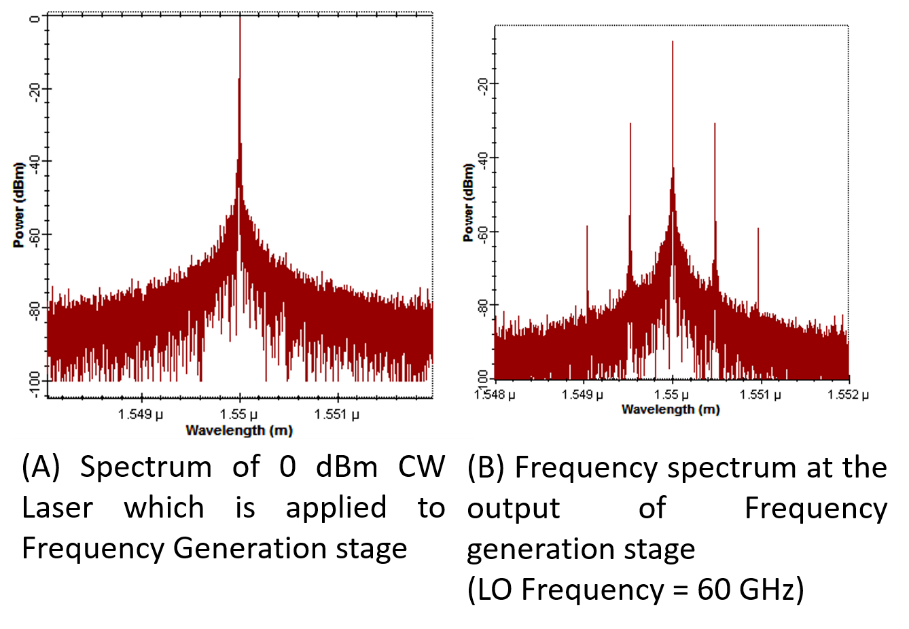 0
-20
-40
-60
-80
-100
Power (dBm)
1.549 µ
1.55 µ
1.551 µ
Wavelength (m)
-20
-40
-60
-80
100
Power (dBm)
1.548 µ
1.549 µ
1.55 µ
1.551 µ
1.552 µ
Wavelength (m)
(A) Spectrum of 0 dBm CW
Laser which is applied to
Frequency Generation stage
(B) Frequency spectrum at the
output of Frequency
generation stage
(LO Frequency = 60 GHz)